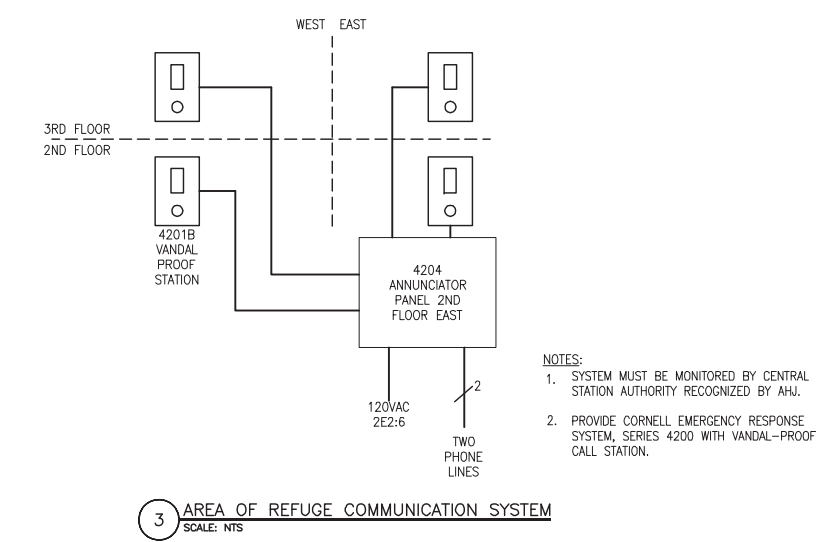 WEST EAST
3RD FLOOR
2ND FLOOR
4201B
VANDAL
PROOF
STATION
4204
ANNUNCIATOR
PANEL 2ND
FLOOR EAST
120VAC
2E2:6
2
TWO
PHONE
LINES
NOTES:
1. SYSTEM MUST BE MONITORED BY CENTRAL
STATION AUTHORITY RECOGNIZED BY AHJ.
2. PROVIDE CORNELL EMERGENCY RESPONSE
SYSTEM, SERIES 4200 WITH VANDAL-PROOF
CALL STATION.
3 AREA OF REFUGE COMMUNICATION SYSTEM
SCALE: NTS